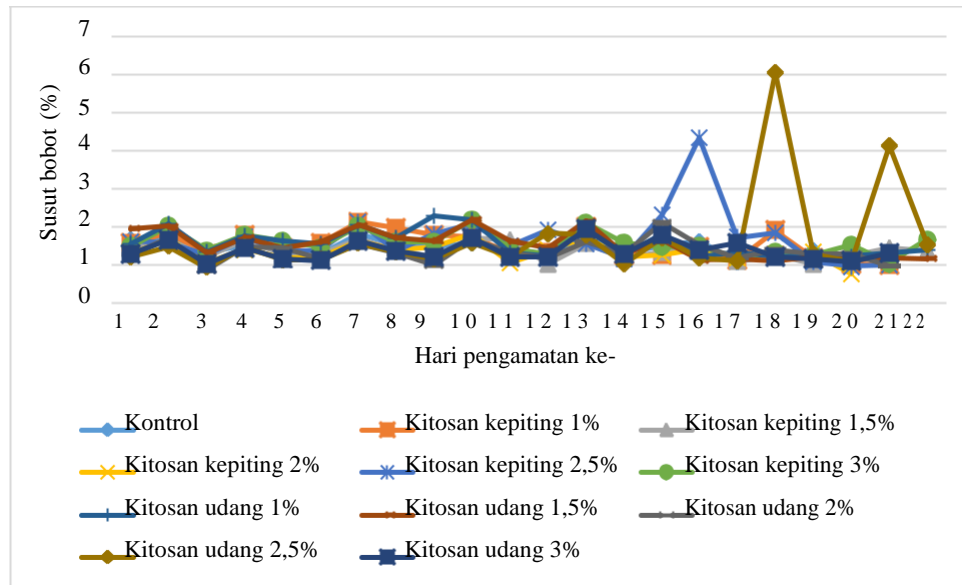 7
6
5
4
3
2
1
0
Susut bobot (%)
1 2 3 4 5 6 7 8 9 10 11 12 13 14 15 16 17 18 19 20 21 22
Hari pengamatan ke-
Kontrol Kitosan kepiting 1% Kitosan kepiting 1,5%
Kitosan kepiting 2% Kitosan kepiting 2,5% Kitosan kepiting 3%
Kitosan udang 1% Kitosan udang 1,5% Kitosan udang 2%
Kitosan udang 2,5% Kitosan udang 3%